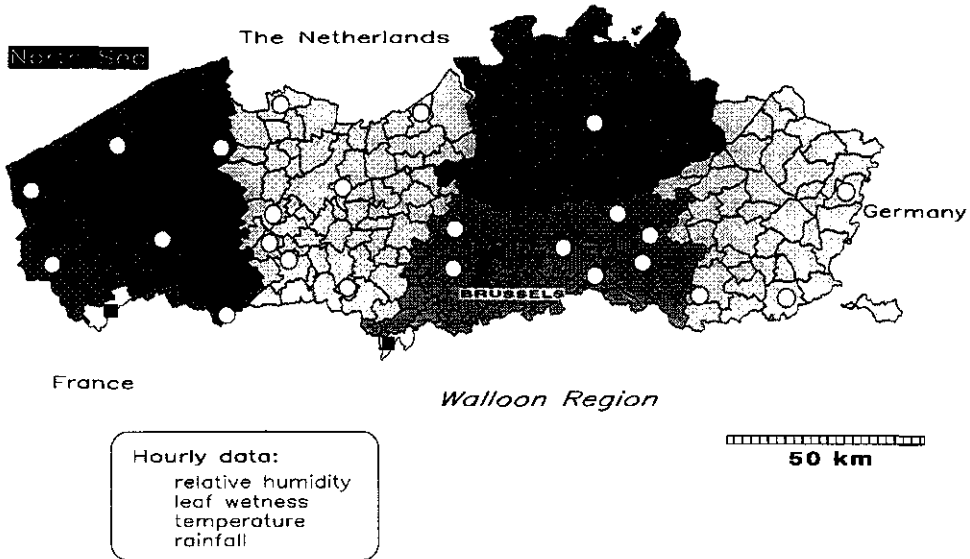 The Netherlands
North Sea
Germany
BRUSSELS
France
Walloon Region
50 km
Hourly data:
relative humidity
leaf wetness
temperature
rainfall